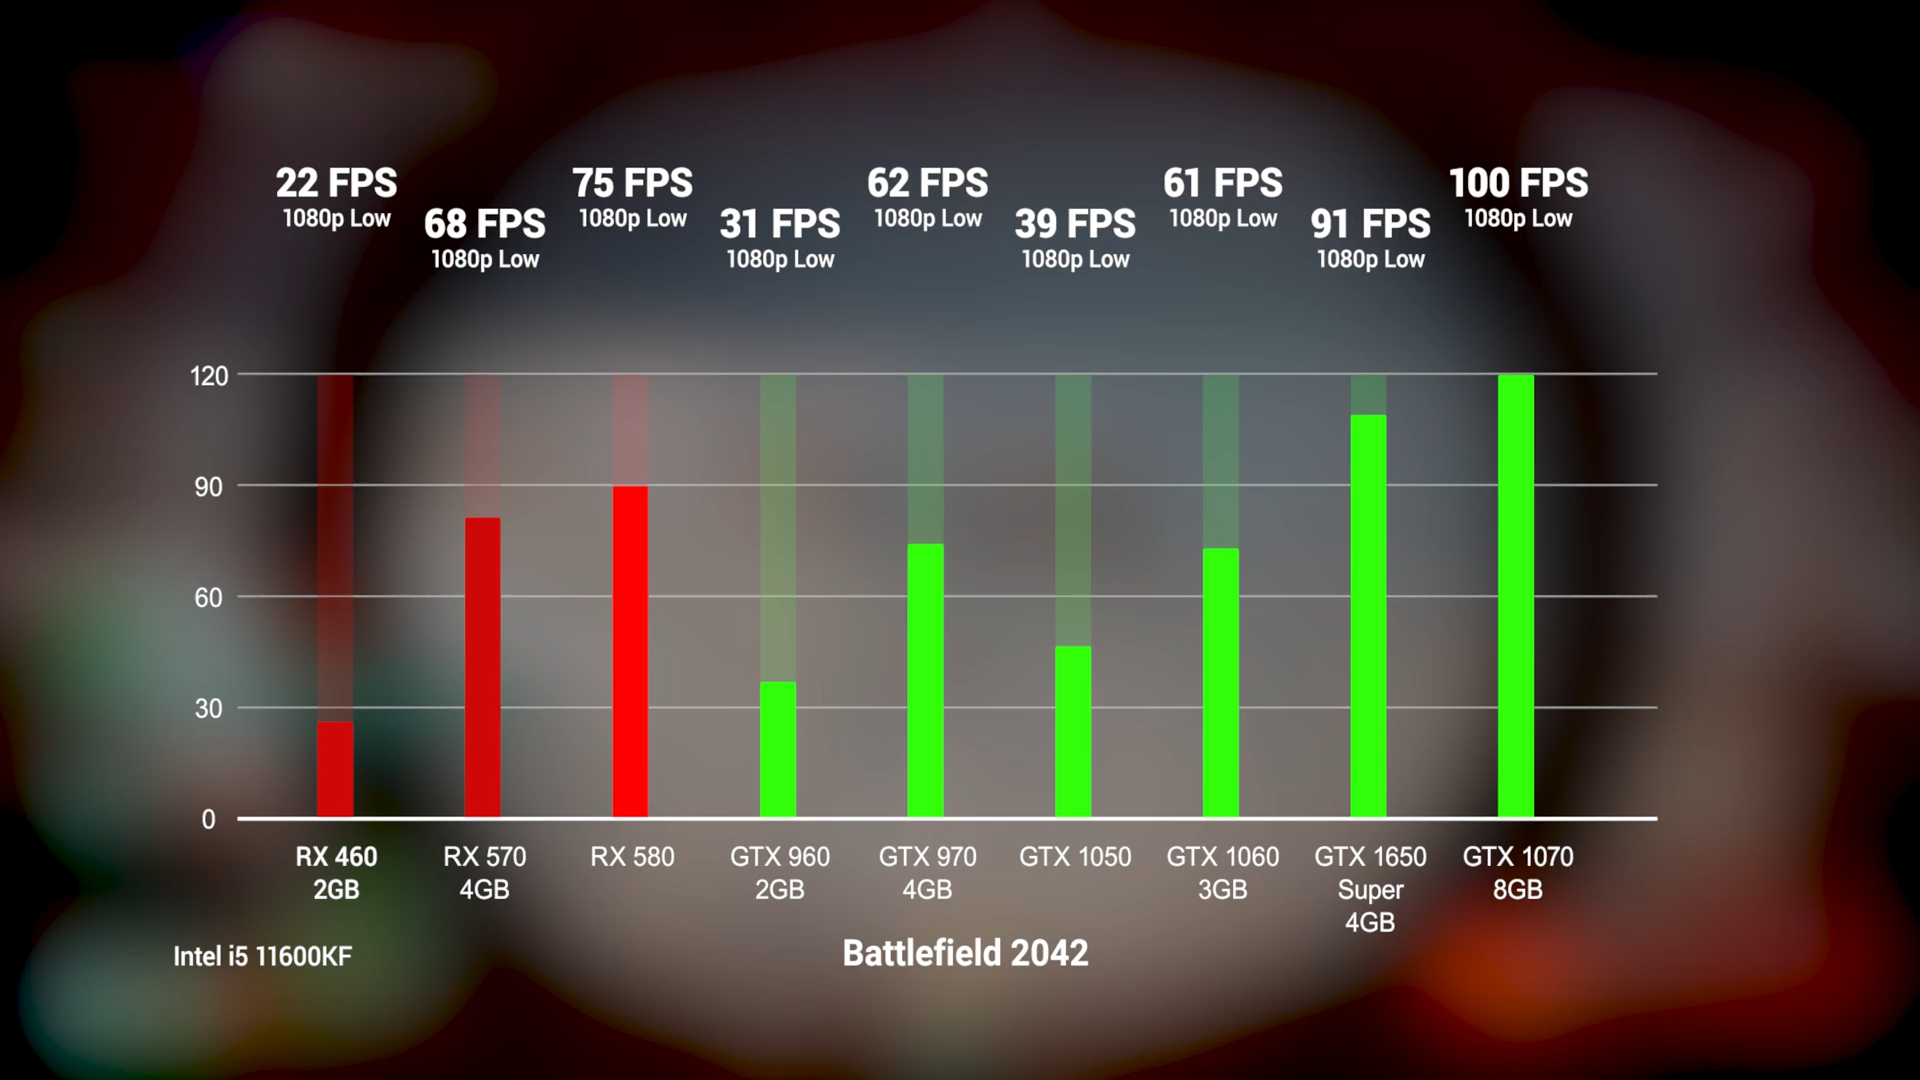 22 FPS
1080p Low
68 FPS
1080p Low
75 FPS
1080p Low
31 FPS
1080p Low
62 FPS
1080p Low
39 FPS
1080p Low
61 FPS
1080p Low
91 FPS
1080p Low
100 FPS
1080p Low
120
90
60
30
0
RX 460
2GB
RX 570
4GB
RX 580
GTX 960
2GB
GTX 970
4GB
GTX 1050
GTX 1060
3GB
GTX 1650
Super
4GB
GTX 1070
8GB
Intel i5 11600KF
Battlefield 2042